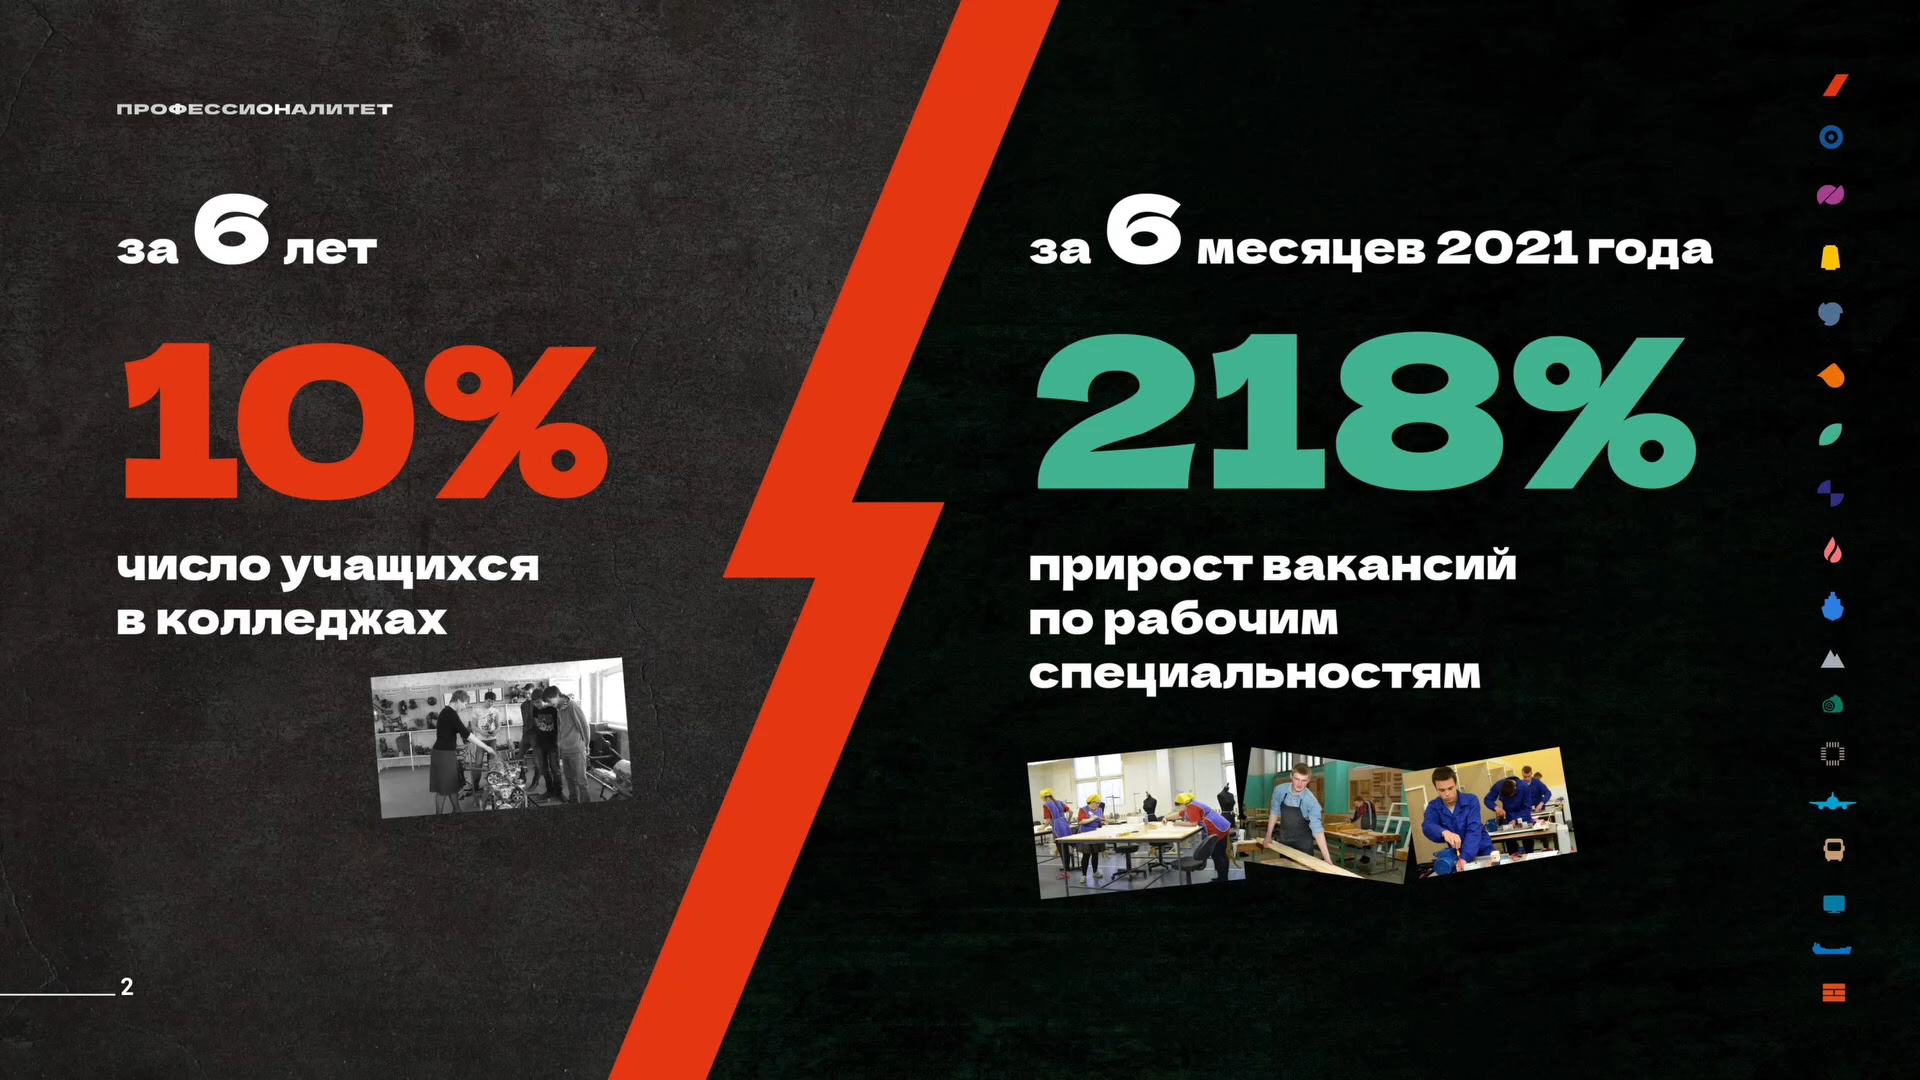 ПРОФЕССИОНАЛИТЕТ
за 6 лет
10%
число учащихся
в колледжах
за 6 месяцев 2021 года
218%
прирост вакансий
по рабочим
специальностям
2